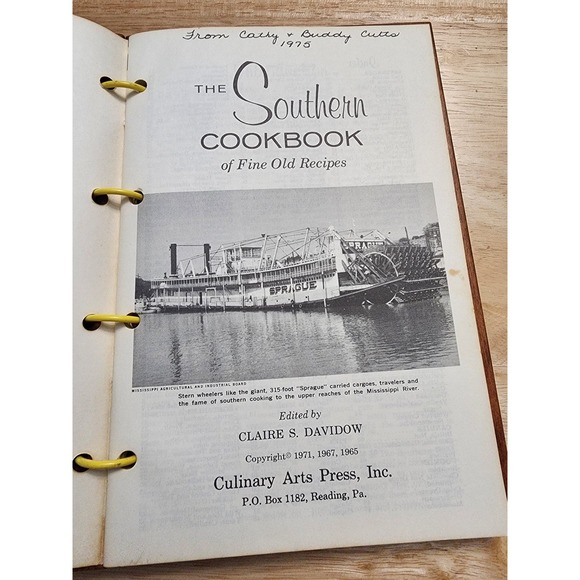 From Cathy & Buddy Cutts
1975
THE Southern
COOKBOOK
of Fine Old Recipes
SPRAGUE
SPRAGUE
MISSISSIPPI AGRICULTURAL AND INDUSTRIAL BOARD
Stern wheelers like the giant, 315-foot "Sprague" carried cargoes, travelers and
the fame of southern cooking to the upper reaches of the Mississippi River.
Edited by
CLAIRE S. DAVIDOW
Copyright© 1971, 1967, 1965
Culinary Arts Press, Inc.
P.O. Box 1182, Reading, Pa.